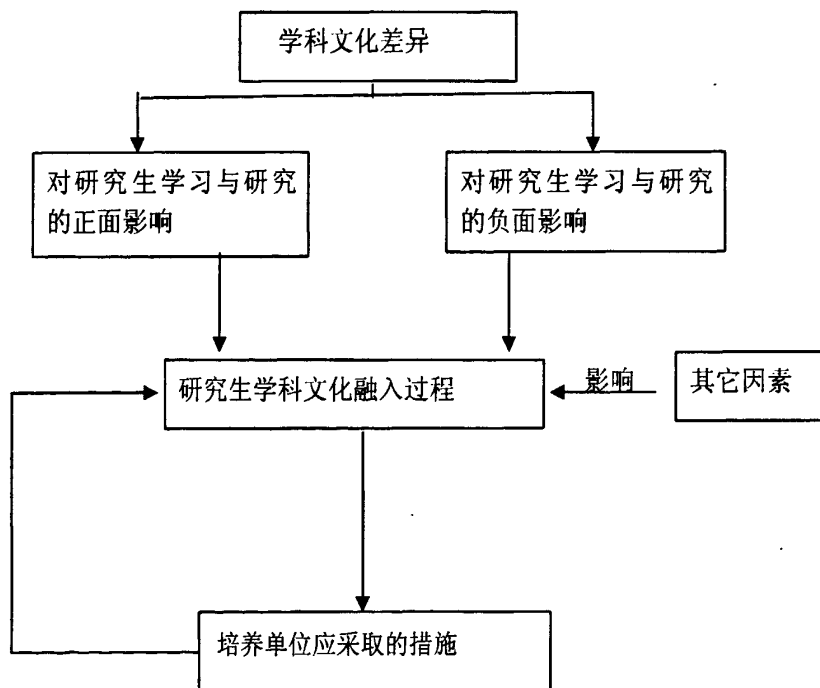 学科文化差异
对研究生学习与研究
的正面影响
对研究生学习与研究
的负面影响
研究生学科文化融入过程
影响
其它因素
培养单位应采取的措施